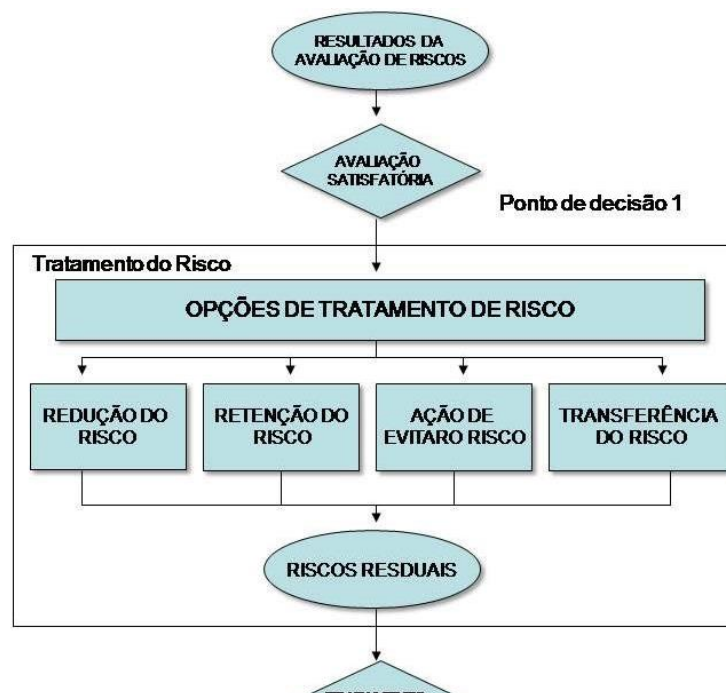 RESULTADOS DA
AVALIAÇÃO DE RISCOS
AVALIAÇÃO
SATISFATÓRIA
Ponto de decisão 1
Tratamento do Risco
OPÇÕES DE TRATAMENTO DE RISCO
REDUÇÃO DO
RISCO
RETENÇÃO DO
RISCO
AÇÃO DE
EVITARO RISCO
TRANSFERÊNCIA
DO RISCO
RISCOS RESDUAIS